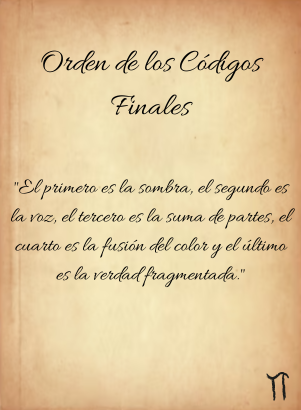 Orden de los Códigos
Finales
"El primero es la sombra, el segundo es
la voz, el tercero es la suma de partes, el
cuarto es la fusión del color y el último
es la verdad fragmentada."